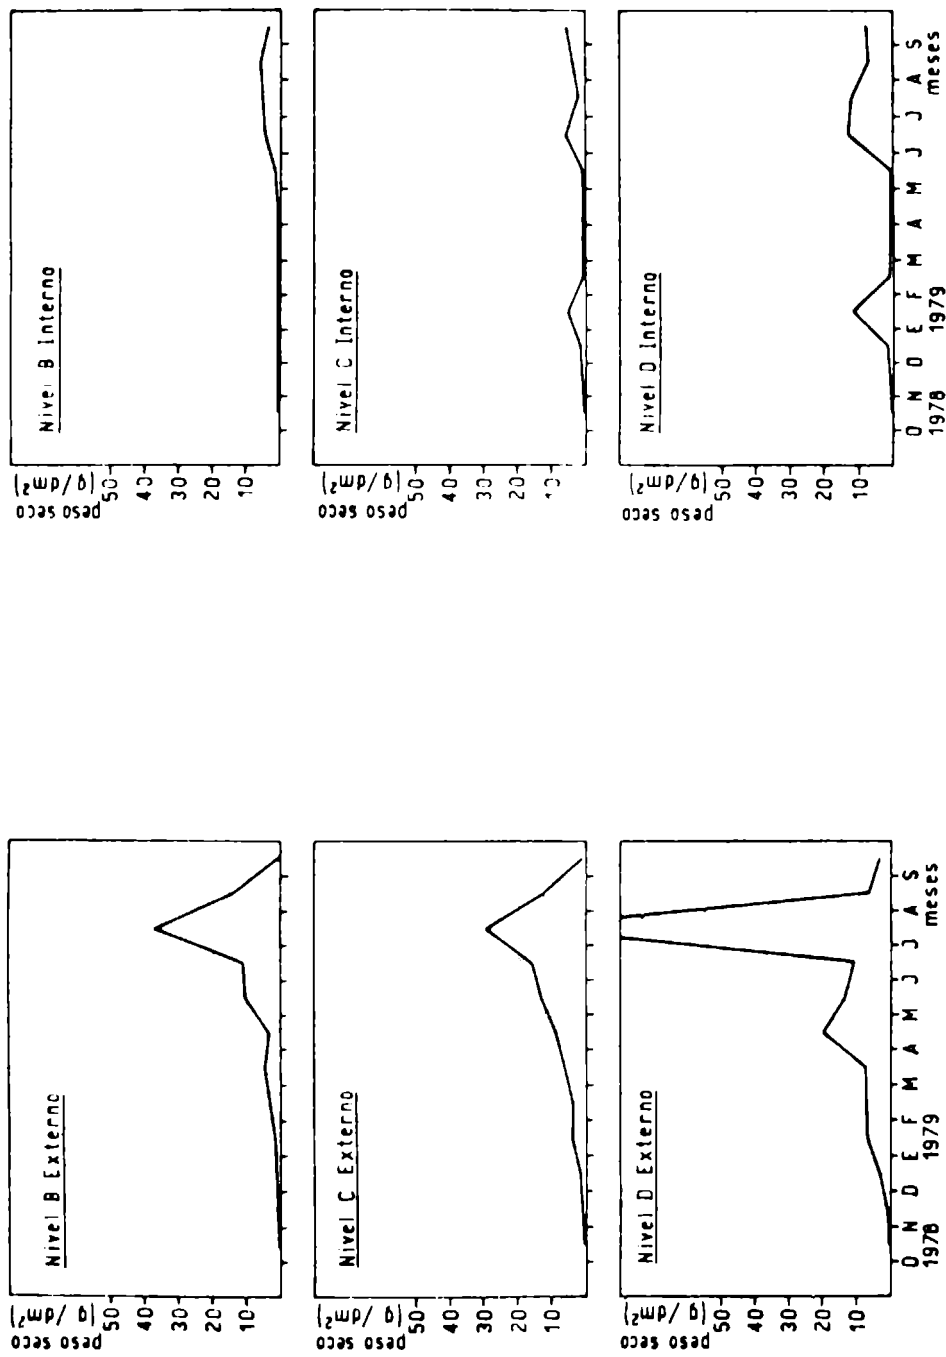 Nivel B Externo
peso seco
(g/dm²)
50
40
30
20
10
Nivel C Externo
peso seco
(g/dm²)
50
40
30
20
10
Nivel D Externo
peso seco
(g/dm²)
50
40
30
20
10
O N D E F M A M J J A S
1978 1979 meses
Nivel B Interno
peso seco
(g/dm²)
50
40
30
20
10
Nivel C Interno
peso seco
(g/dm²)
50
40
30
20
10
Nivel D Interno
peso seco
(g/dm²)
50
40
30
20
10
O N D E F M A M J J A S
1978 1979 meses